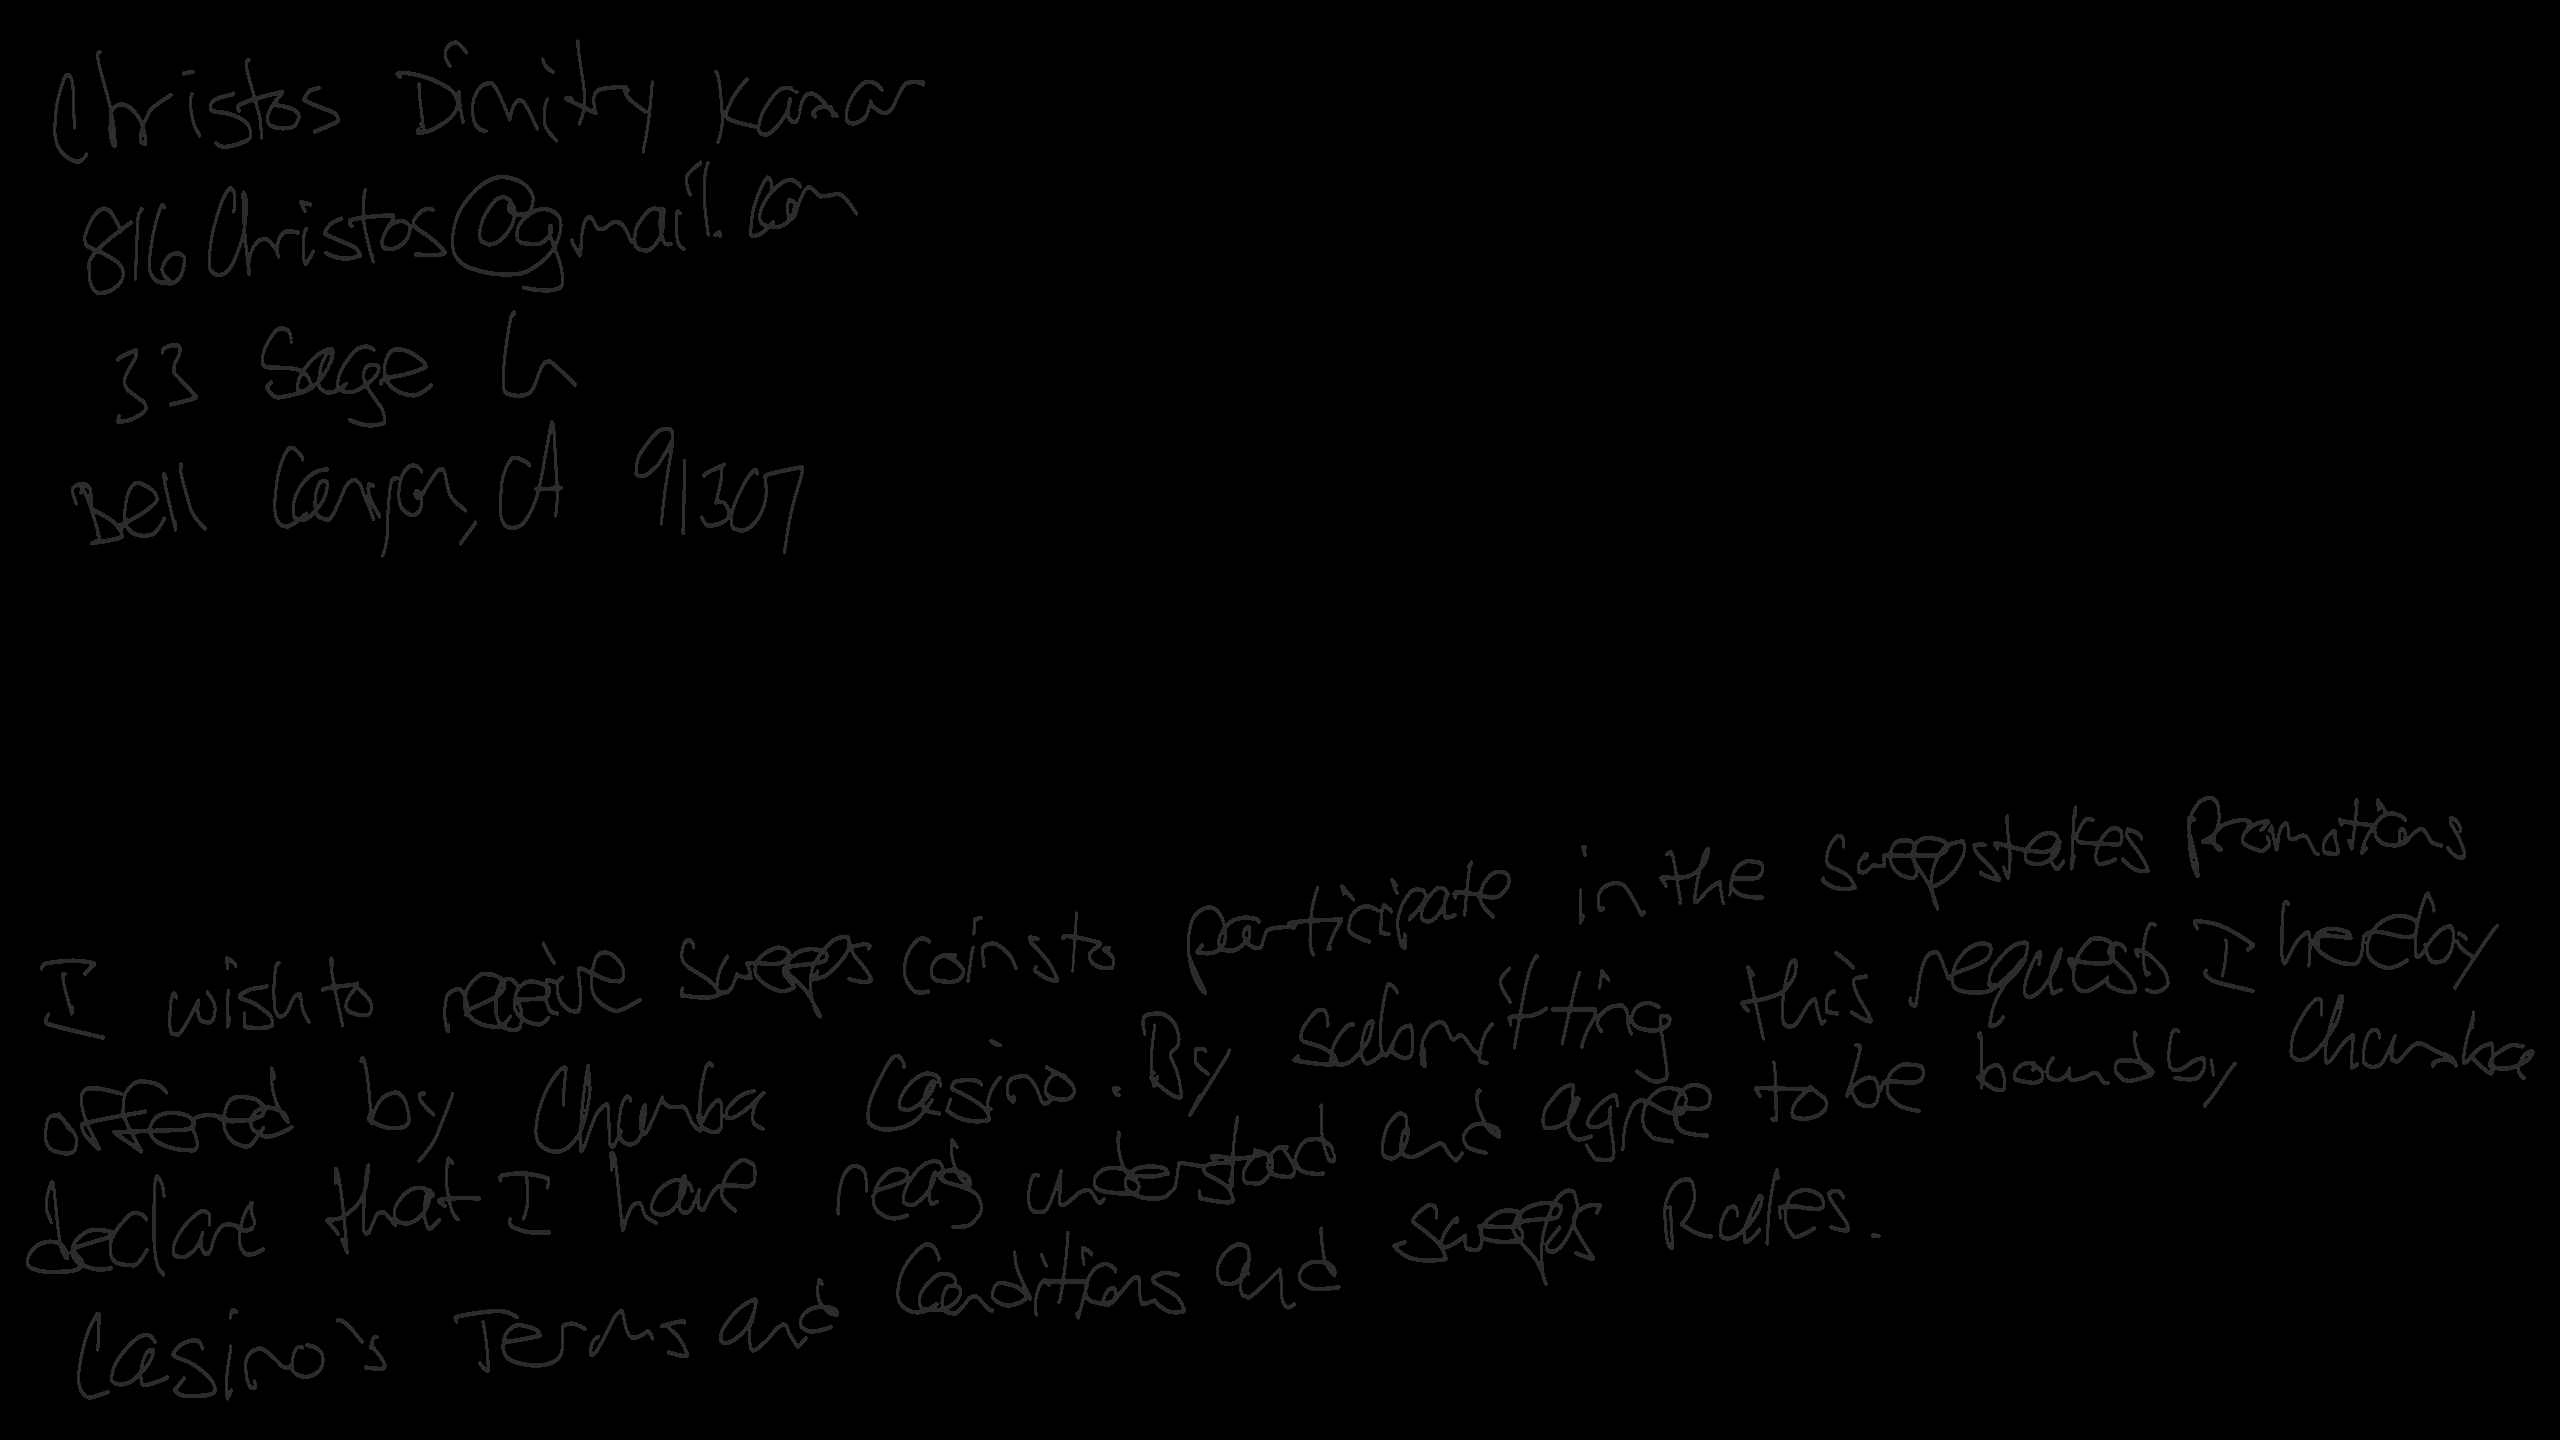 Christos Dimitry
816Christos@gmail.com
33 Sage Ln
Bell Canyon, CA 91307
I wish to receive sweeps coins to participate in the sweepstakes promotions
offered by Chumba Casino. By submitting this request I hereby
declare that I have read, understood and agree to be bound by Chumba
Casino's Terms and Conditions and Sweeps Rules.